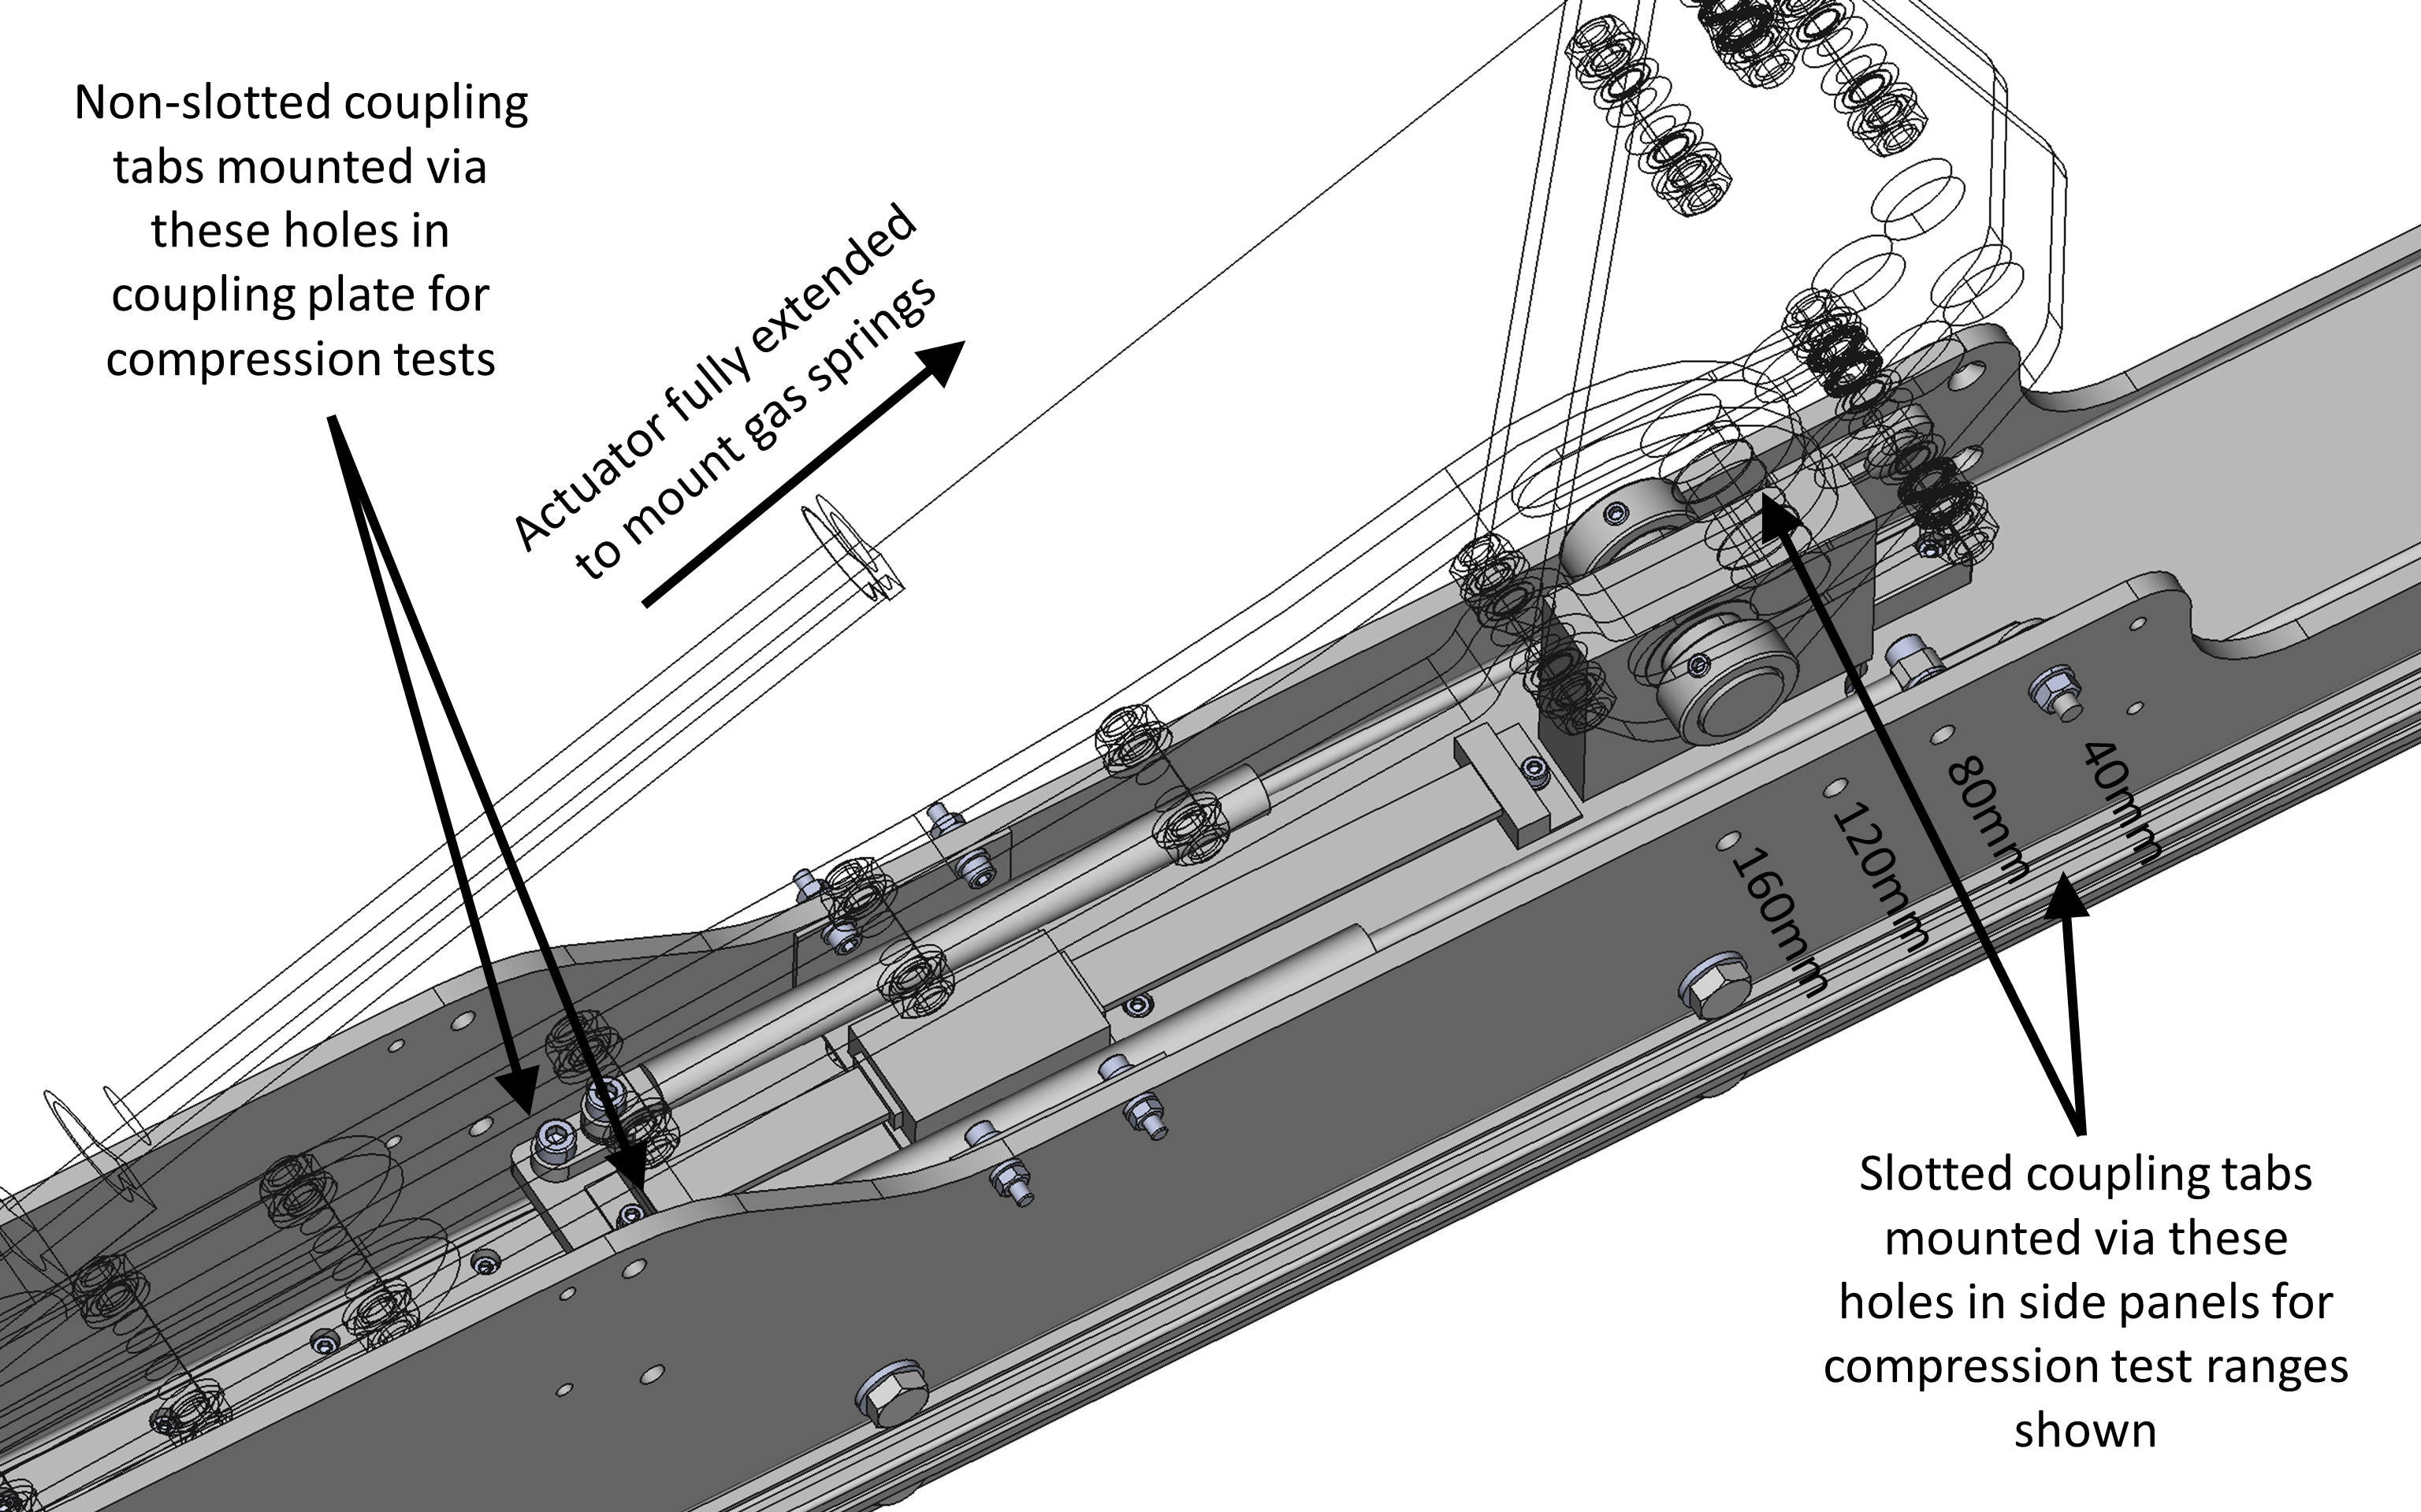 Non-slotted coupling
tabs mounted via
these holes in
coupling plate for
compression tests
Actuator fully extended
to mount gas springs
40mm
80mm
120mm
160mm
Slotted coupling tabs
mounted via these
holes in side panels for
compression test ranges
shown